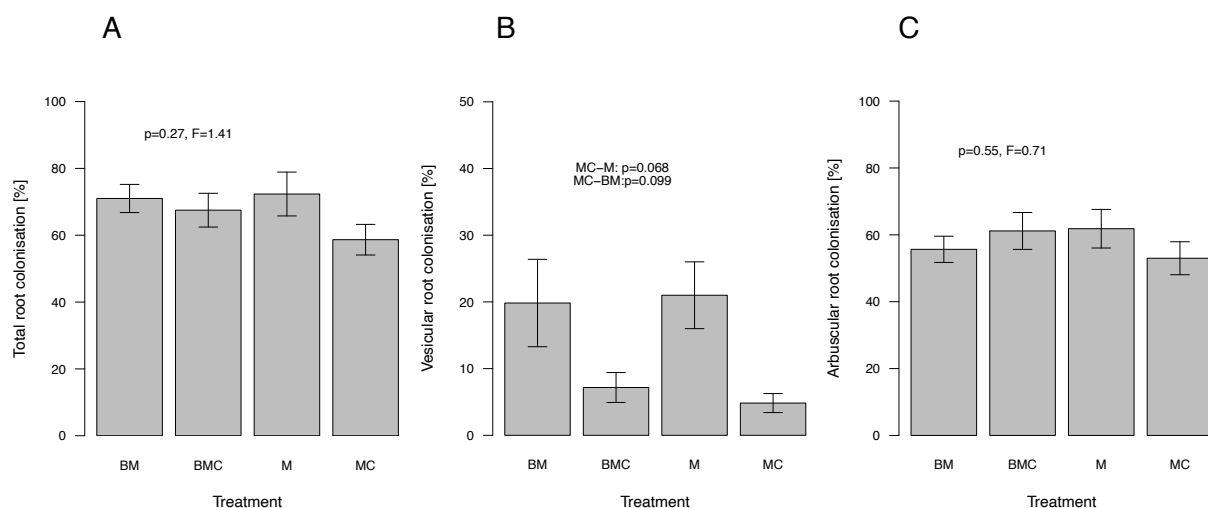 A
B
C
Total root colonisation [%]
100
80
60
40
20
0
p=0.27, F=1.41
BM BMC M MC
Treatment
Vesicular root colonisation [%]
50
40
30
20
10
0
MC−M: p=0.068
MC−BM:p=0.099
BM BMC M MC
Treatment
Arbuscular root colonisation [%]
100
80
60
40
20
0
p=0.55, F=0.71
BM BMC M MC
Treatment